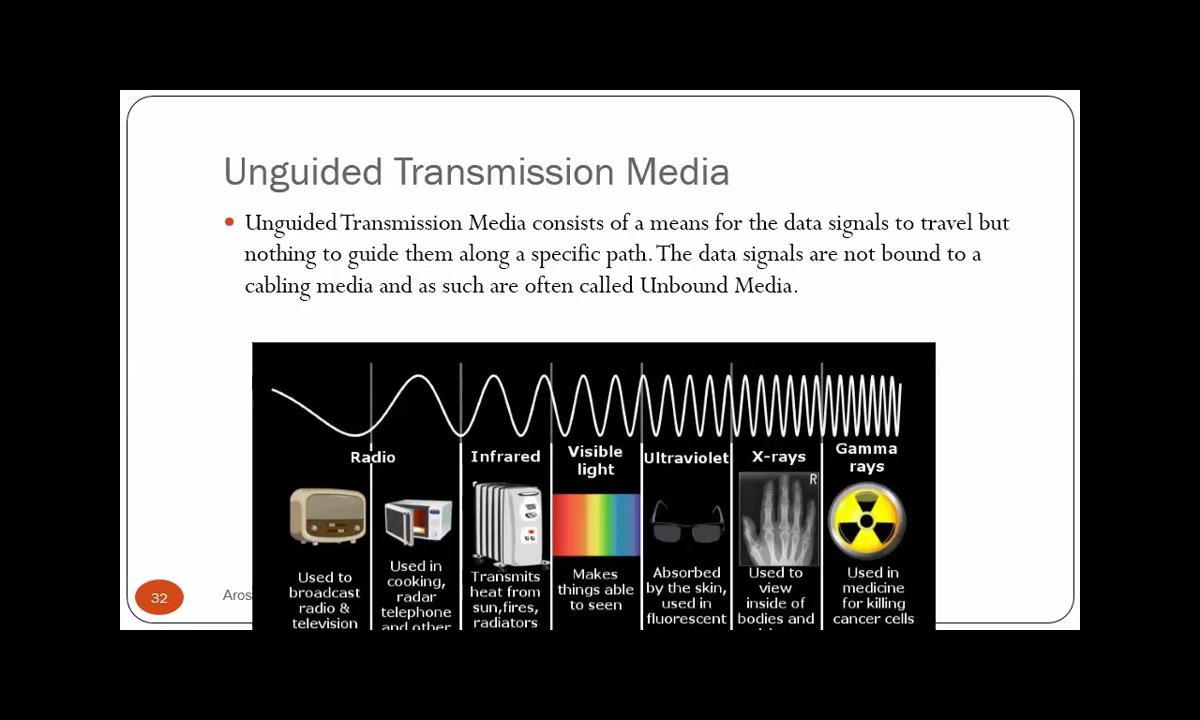 Unguided Transmission Media
Unguided Transmission Media consists of a means for the data signals to travel but
nothing to guide them along a specific path. The data signals are not bound to a
cabling media and as such are often called Unbound Media.
Radio
Infrared
Visible
light
Ultraviolet
X-rays
Gamma
rays
R
Used to
broadcast
radio &
television
Used in
cooking,
radar
telephone
and other
Transmits
heat from
sun,fires,
radiators
Makes
things able
to seen
Absorbed
by the skin,
used in
fluorescent
Used to
view
inside of
bodies and
Used in
medicine
for killing
cancer cells
32
Aros